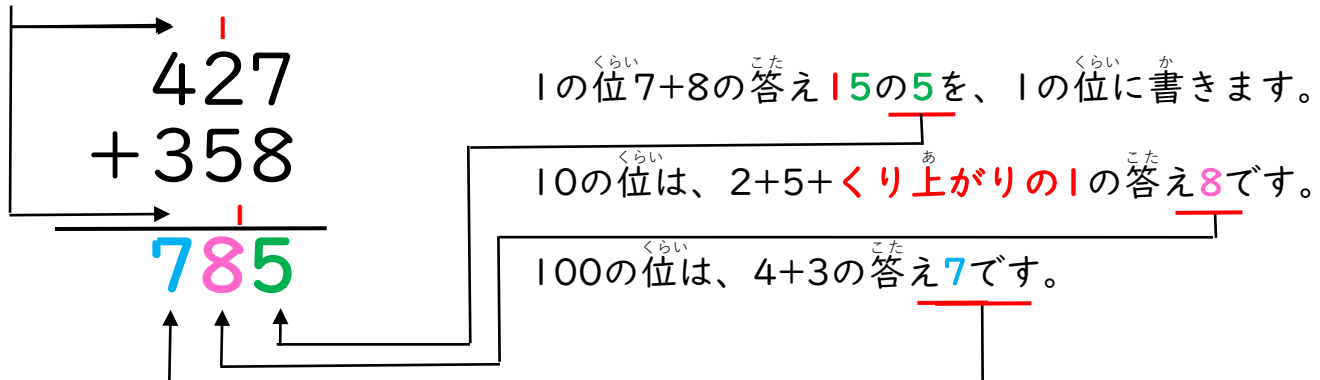 1
427
+358
1
785
1の位7+8の答え15の5を、1の位に書きます。
10の位は、2+5+くり上がりの1の答え8です。
100の位は、4+3の答え7です。